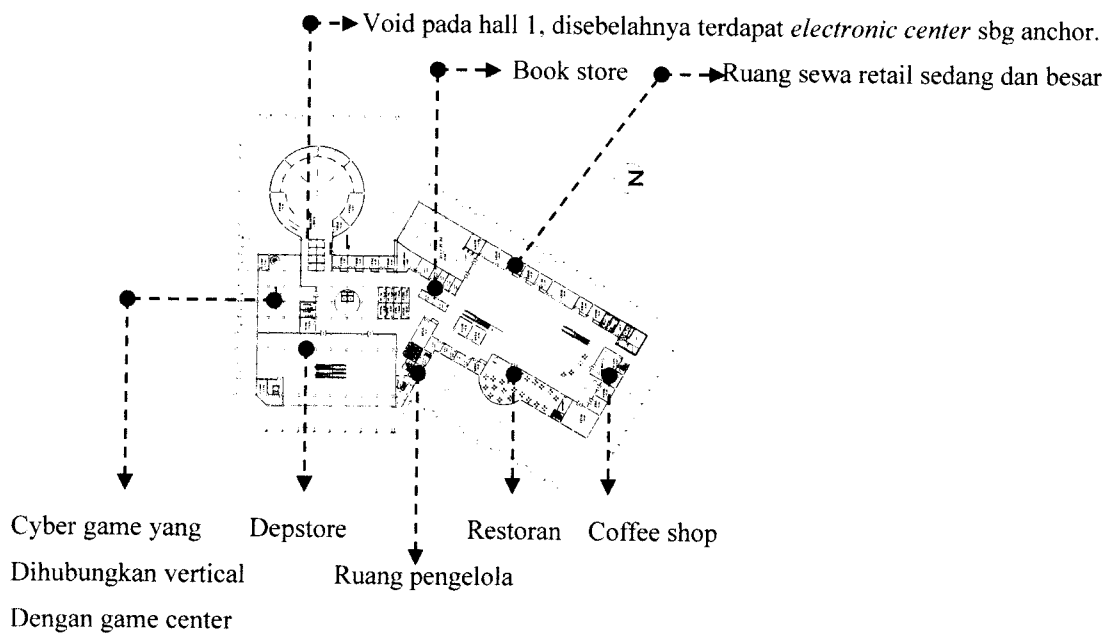 Void pada hall 1, disebelahnya terdapat electronic center sbg anchor.
Book store
Ruang sewa retail sedang dan besar
N
Cyber game yang
Dihubungkan vertical
Dengan game center
Depstore
Ruang pengelola
Restoran
Coffee shop